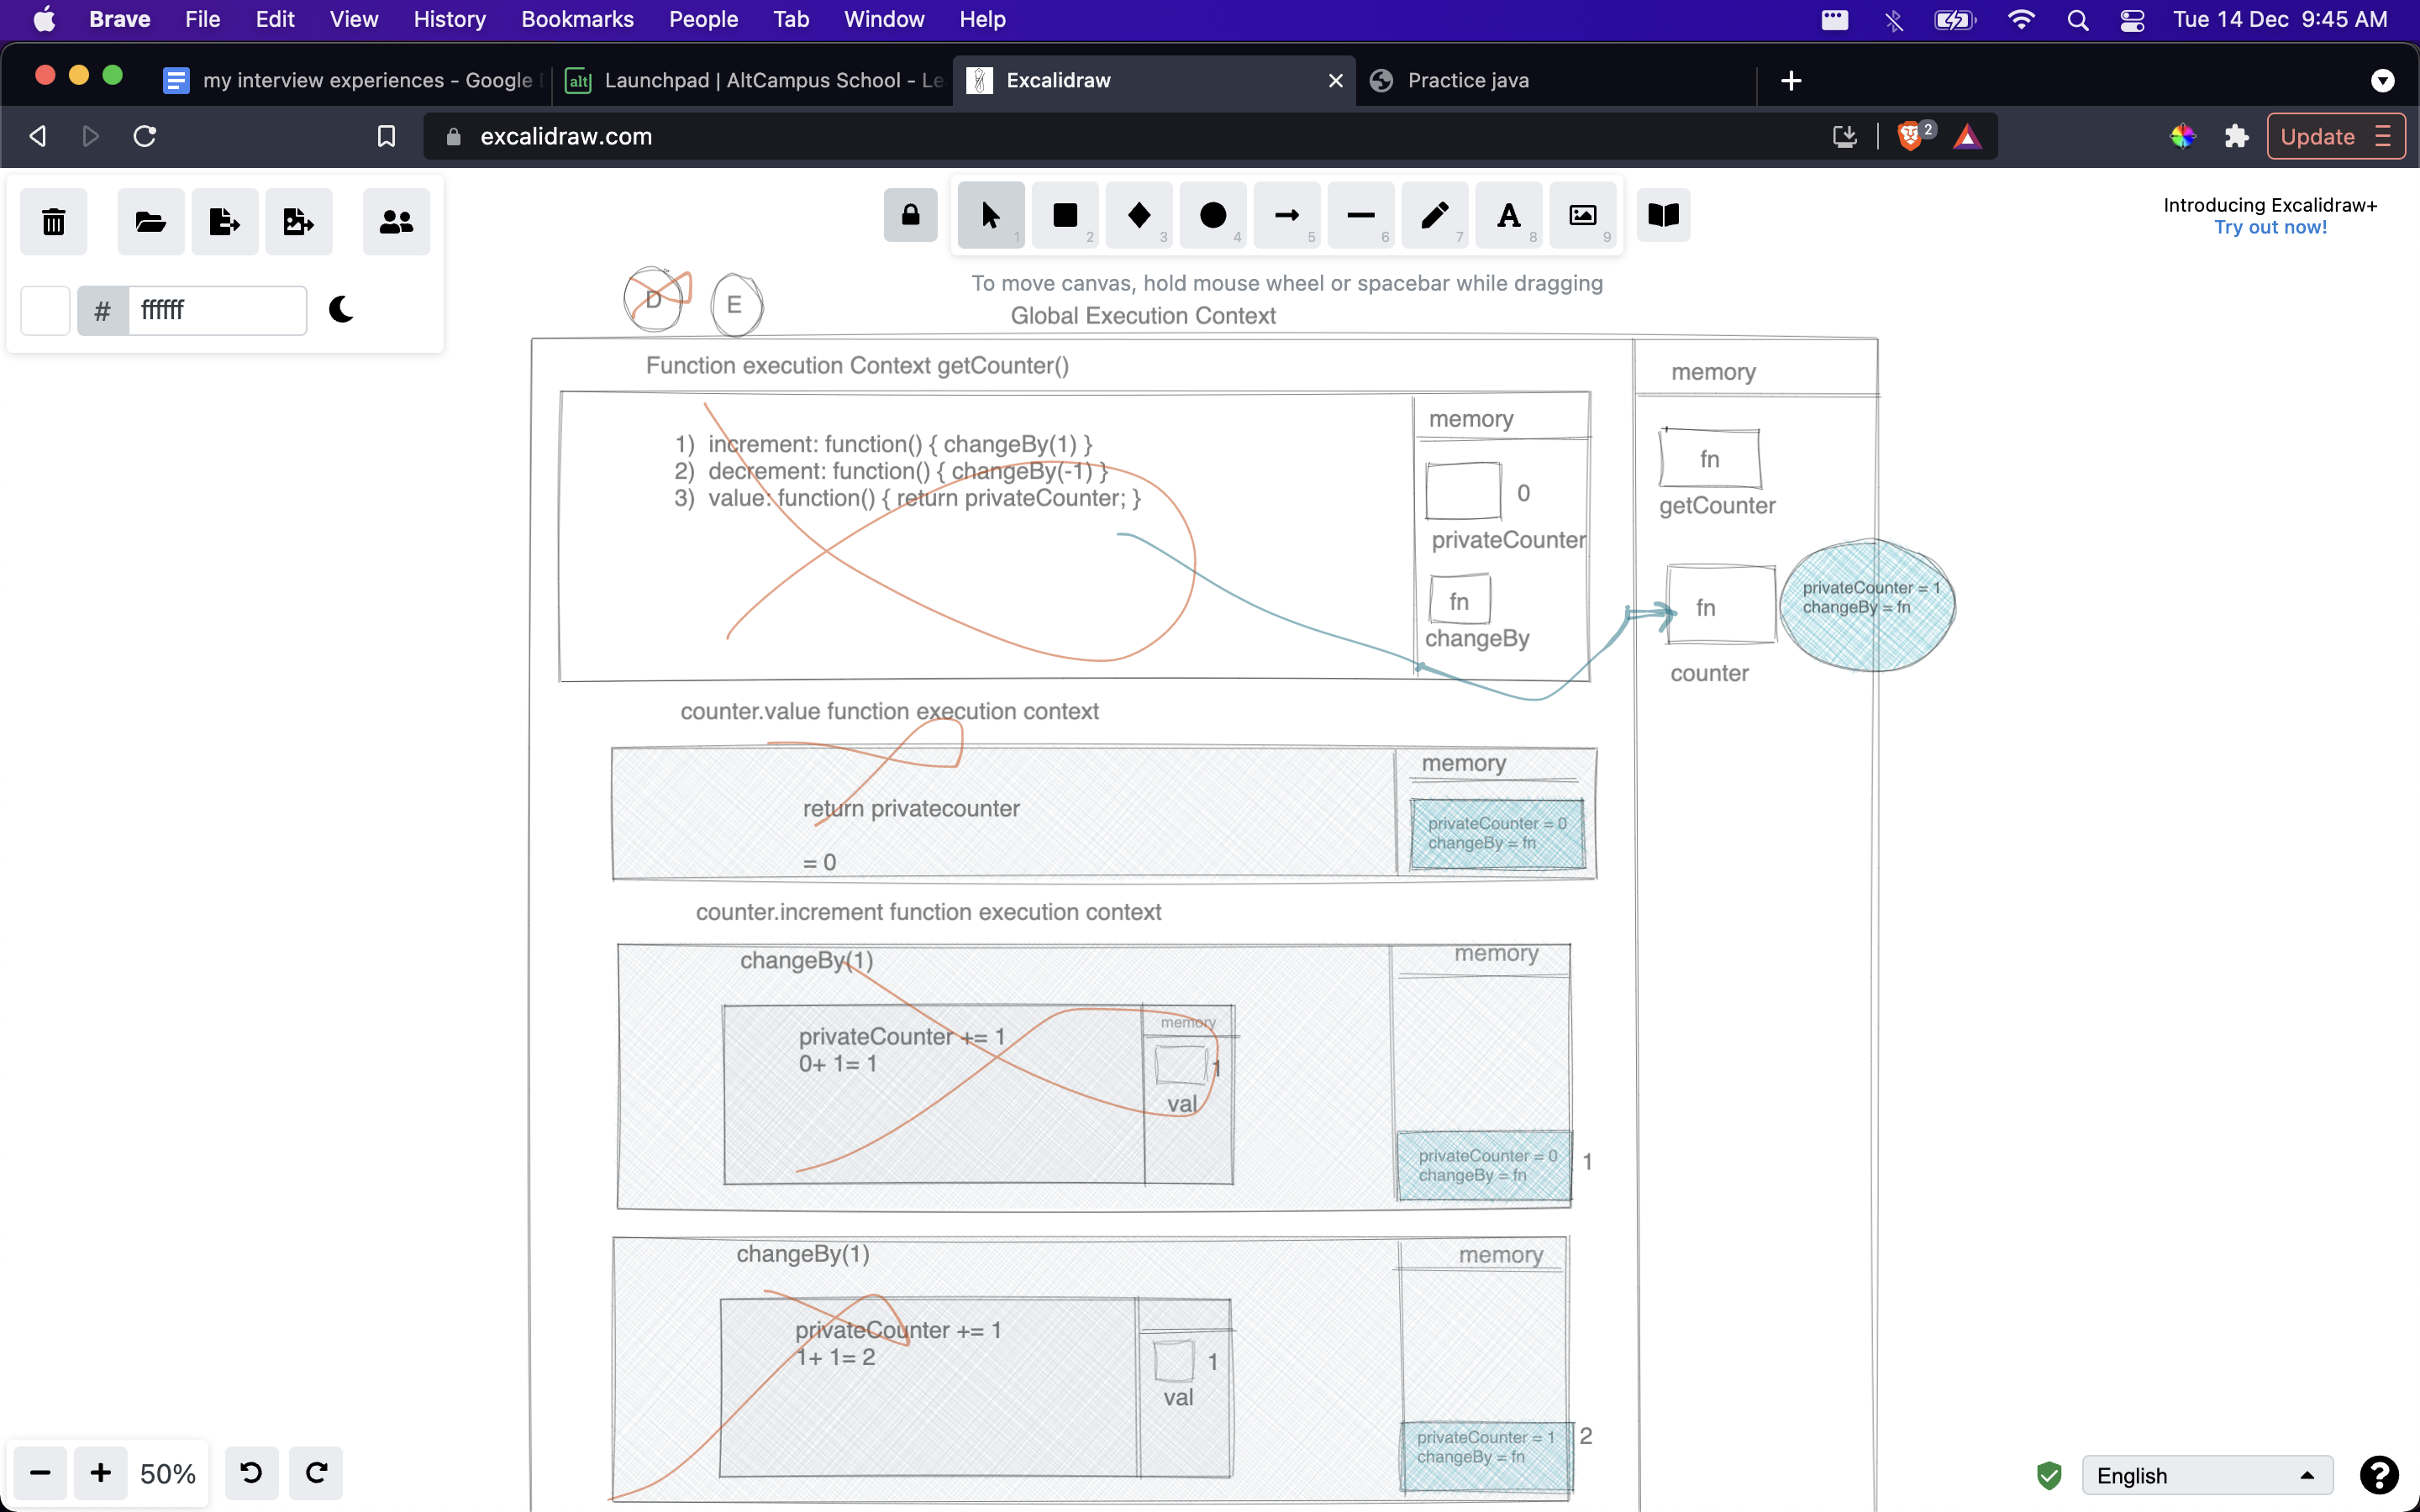 Brave File Edit View History Bookmarks People Tab Window Help Tue 14 Dec 9:45 AM
my interview experiences - Google
alt Launchpad | AltCampus School - Le
Excalidraw
Practice java
excalidraw.com
2
Update
1 2 3 4 5 6 7 A 8 9
Introducing Excalidraw+
Try out now!
# ffffff
To move canvas, hold mouse wheel or spacebar while dragging
D E
Global Execution Context
Function execution Context getCounter()
memory
1) increment: function() { changeBy(1) }
2) decrement: function() { changeBy(-1) }
3) value: function() { return privateCounter; }
memory
0
privateCounter
fn
changeBy
fn
getCounter
fn
counter
privateCounter = 1
changeBy = fn
counter.value function execution context
return privatecounter
= 0
memory
privateCounter = 0
changeBy = fn
counter.increment function execution context
changeBy(1)
memory
privateCounter += 1
0+ 1= 1
memory
1
val
privateCounter = 0
changeBy = fn
1
changeBy(1)
memory
privateCounter += 1
1+ 1= 2
1
val
privateCounter = 1
changeBy = fn
2
50%
English
?